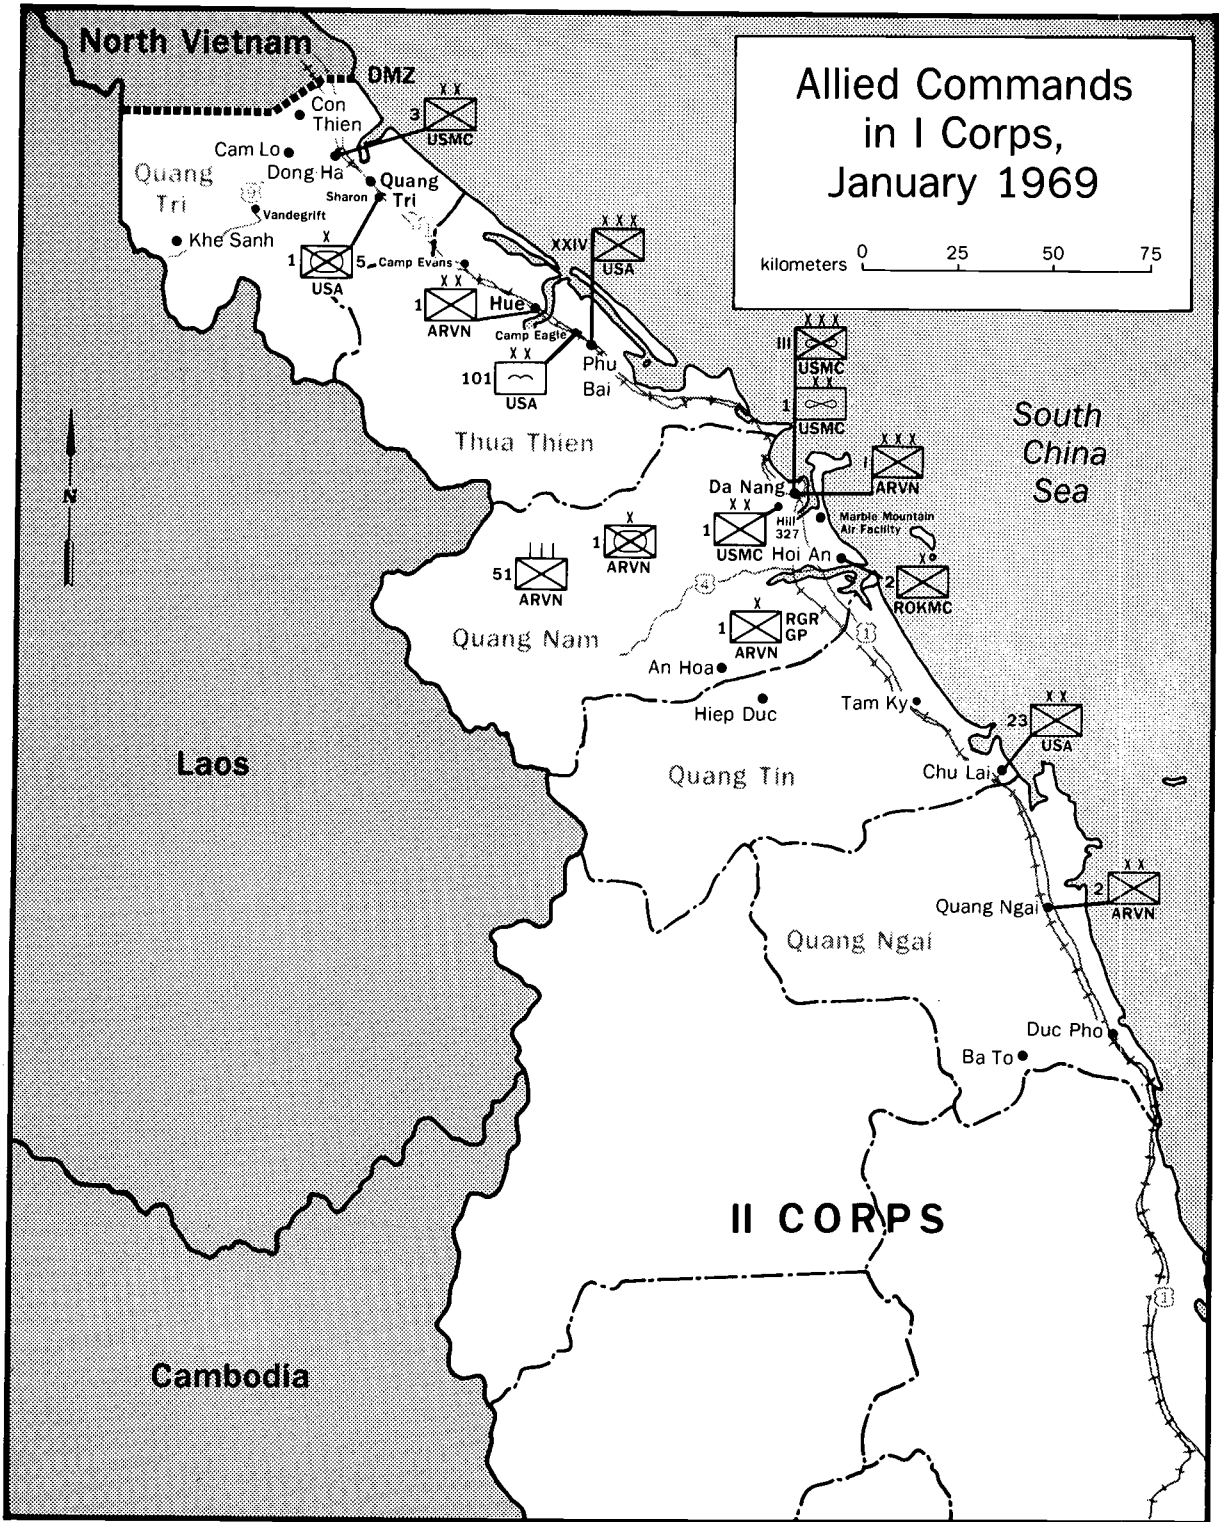 North Vietnam
DMZ
Allied Commands
in I Corps,
January 1969
kilometers 0 25 50 75
Con
Thien
X X
3
USMC
Cam Lo
Dong Ha
Quang
Tri
9
Sharon
Quang
Tri
Vandegrift
Khe Sanh
1
X
1 5
USA
Camp Evans
X X X
XXIV
USA
X X
1
ARVN
Hue
Camp Eagle
X X
101
USA
Phu
Bai
X X X
III
USMC
X X
1
USMC
Thua Thien
South
China
Sea
N
X X X
I
ARVN
Da Nang
X X
1
USMC
Hill
327
Marble Mountain
Air Facility
X
1
ARVN
III
51
ARVN
Hoi An
X
2
ROKMC
4
Quang Nam
X
1 RGR
GP
ARVN
1
An Hoa
Hiep Duc
Tam Ky
X X
23
USA
Laos
Quang Tin
Chu Lai
X X
2
ARVN
Quang Ngai
Quang Ngai
Duc Pho
Ba To
II CORPS
1
Cambodia